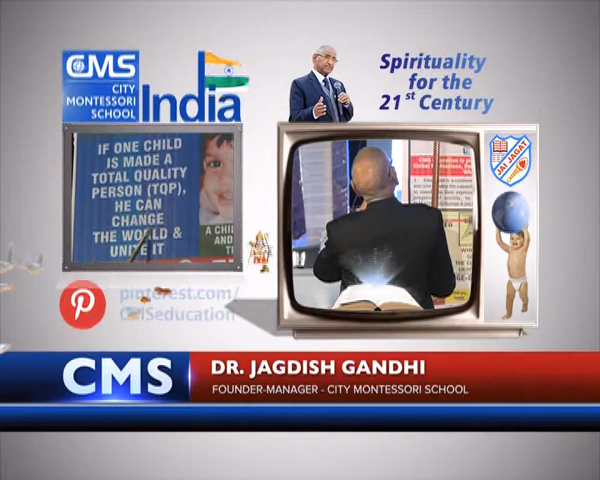 CMS
CITY
MONTESSORI
SCHOOL
India
Spirituality
for the
21st Century
IF ONE CHILD
IS MADE A
TOTAL QUALITY
PERSON (TQP),
HE CAN
CHANGE
THE WORLD &
UNITE IT
A CHI
AND
JAI JAGAT
pinterest.com/
CMSeducation
CMS
DR. JAGDISH GANDHI
FOUNDER-MANAGER - CITY MONTESSORI SCHOOL